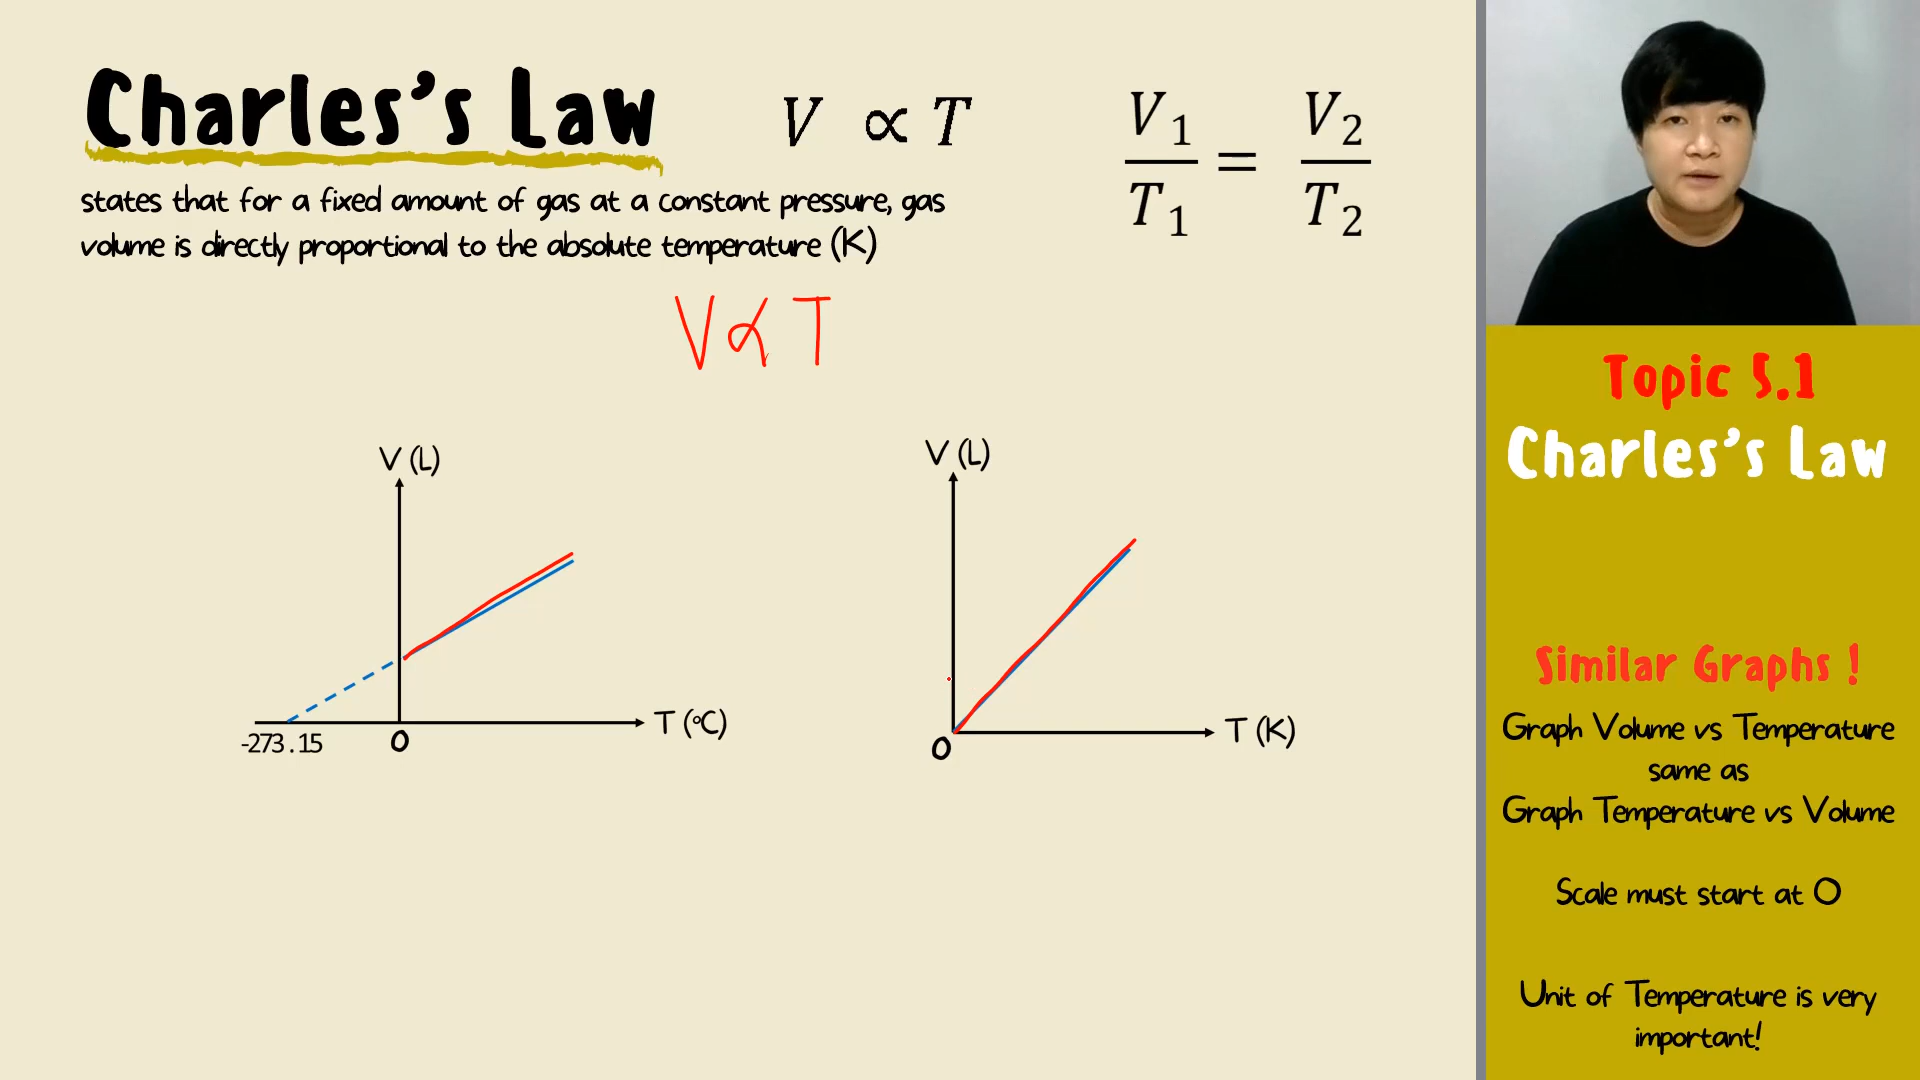 Charles's Law
V ∝ T
V₁/T₁ = V₂/T₂
states that for a fixed amount of gas at a constant pressure, gas
volume is directly proportional to the absolute temperature (K)
V ∝ T
V (L)
T (°C)
-273.15
0
V (L)
T (K)
0
Topic 5.1
Charles's Law
Similar Graphs !
Graph Volume vs Temperature
same as
Graph Temperature vs Volume
Scale must start at 0
Unit of Temperature is very
important!